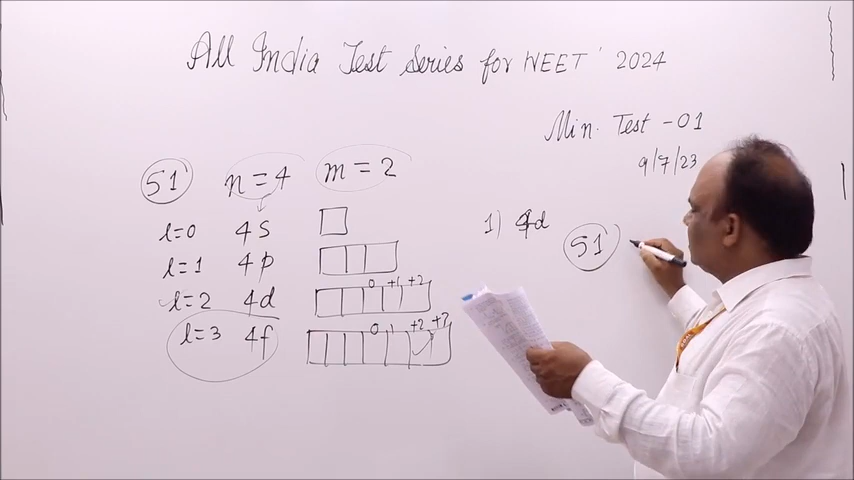 All India Test Series for NEET' 2024
Min. Test - 01
9/7/23
51 n = 4 m = 2
l=0 4s
l=1 4p
l=2 4d 0 +1 +2
l=3 4f 0 1 +2 +3
1) 4d
51